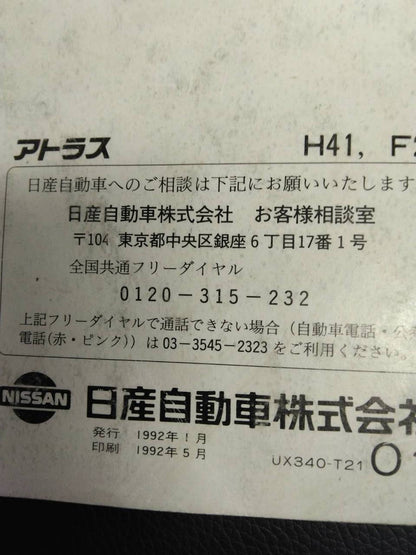 アトラス H41, F2
日産自動車へのご相談は下記にお願いいたします
日産自動車株式会社 お客様相談室
〒104 東京都中央区銀座6丁目17番1号
全国共通フリーダイヤル
0120-315-232
上記フリーダイヤルで通話できない場合(自動車電話・公衆
電話(赤・ピンク))は03-3545-2323をご利用ください。
NISSAN 日産自動車株式会社
発行 1992年1月
印刷 1992年5月
UX340-T21 0